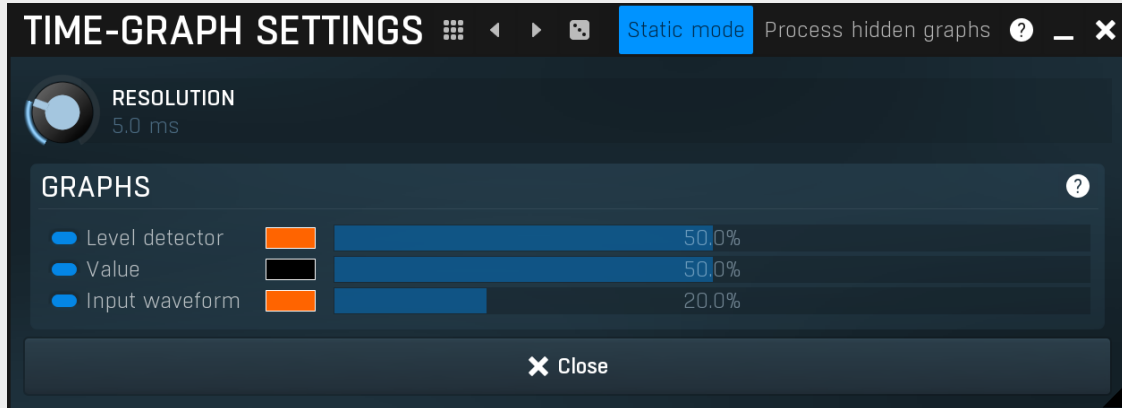 TIME-GRAPH SETTINGS Static mode Process hidden graphs ?
RESOLUTION
5.0 ms
GRAPHS ?
Level detector 50.0%
Value 50.0%
Input waveform 20.0%
Close